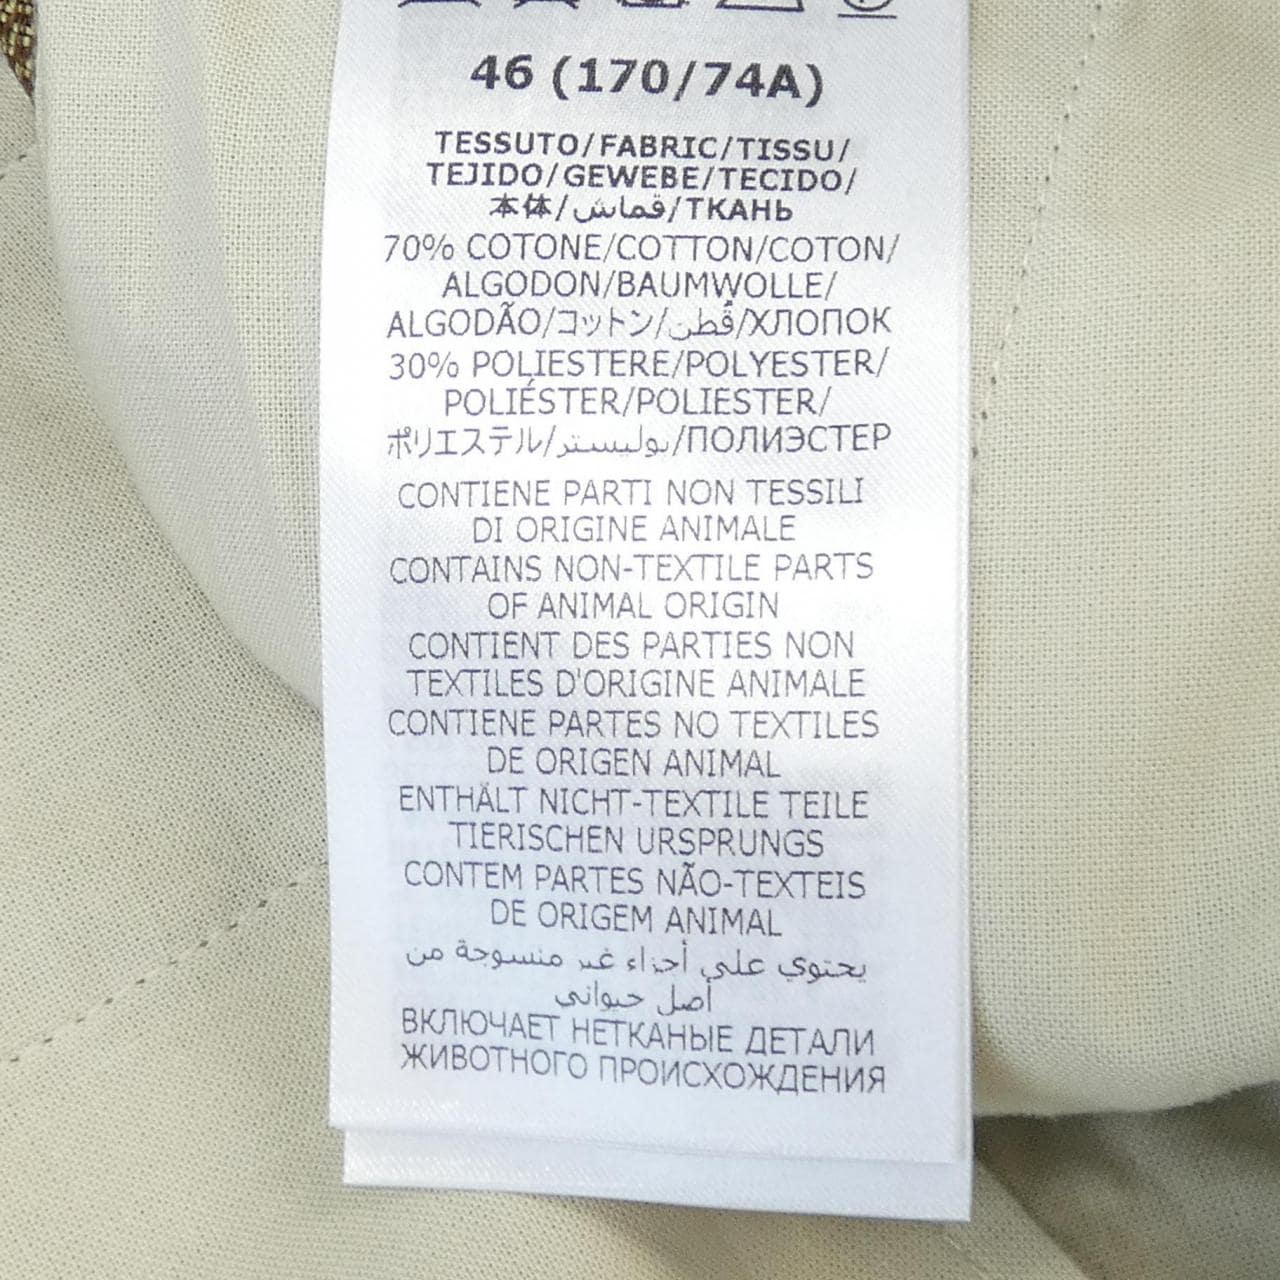 46 (170/74A)
TESSUTO/FABRIC/TISSU/
TEJIDO/GEWEBE/TECIDO/
本体/قماش/ТКАНЬ
70% COTONE/COTTON/COTON/
ALGODON/BAUMWOLLE/
ALGODÃO/コットン/قُطن/ХЛОПОК
30% POLIESTERE/POLYESTER/
POLIÉSTER/POLIESTER/
ポリエステル/بوليستر/ПОЛИЭСТЕР
CONTIENE PARTI NON TESSILI
DI ORIGINE ANIMALE
CONTAINS NON-TEXTILE PARTS
OF ANIMAL ORIGIN
CONTIENT DES PARTIES NON
TEXTILES D'ORIGINE ANIMALE
CONTIENE PARTES NO TEXTILES
DE ORIGEN ANIMAL
ENTHÄLT NICHT-TEXTILE TEILE
TIERISCHEN URSPRUNGS
CONTEM PARTES NÃO-TEXTEIS
DE ORIGEM ANIMAL
يحتوي على أجزاء غير منسوجة من
أصل حيواني
ВКЛЮЧАЕТ НЕТКАНЫЕ ДЕТАЛИ
ЖИВОТНОГО ПРОИСХОЖДЕНИЯ